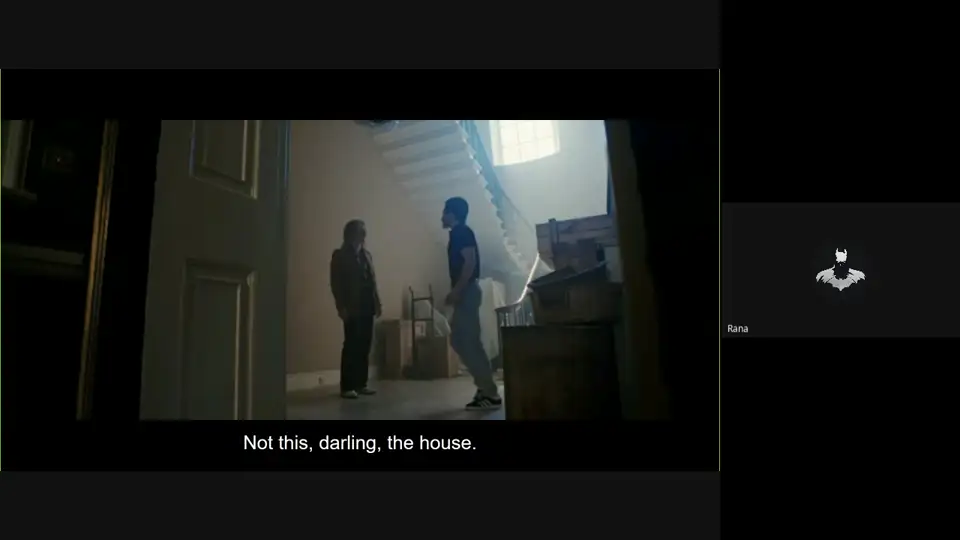 Not this, darling, the house.
Rana